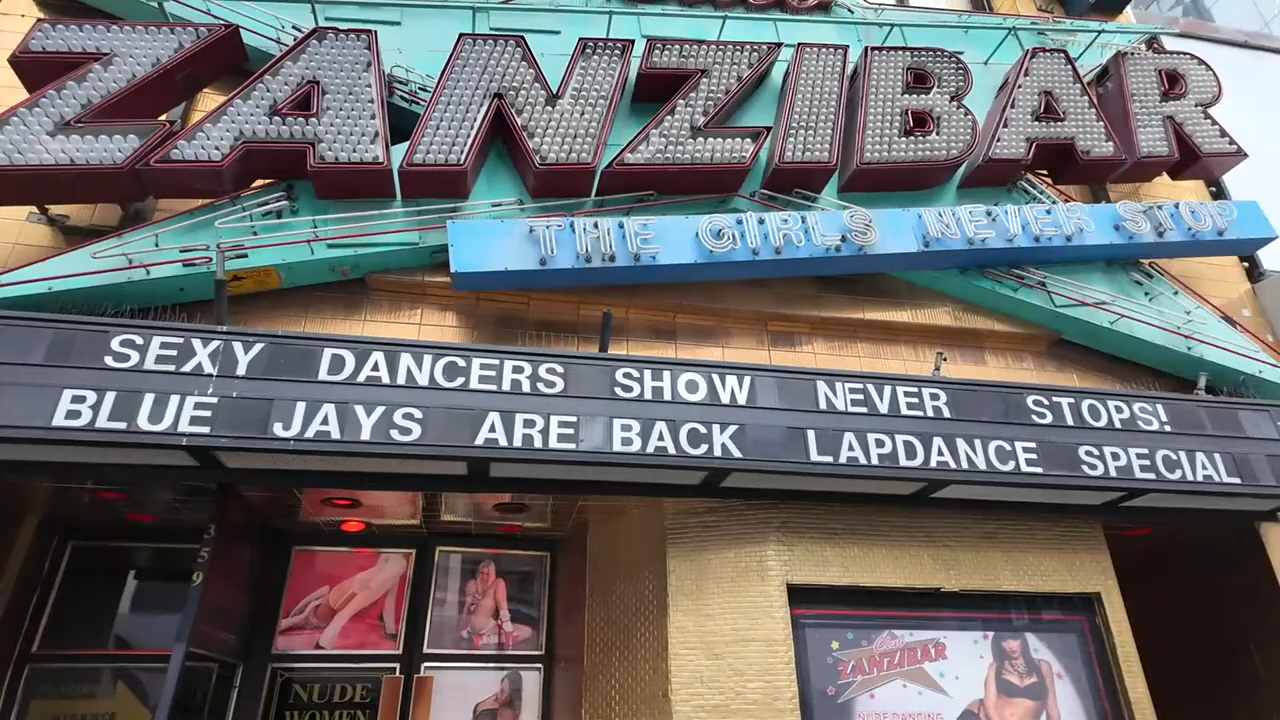 ZANZIBAR
THE GIRLS NEVER STOP
SEXY DANCERS SHOW NEVER STOPS!
BLUE JAYS ARE BACK LAPDANCE SPECIAL
359
NUDE
WOMEN
Club
ZANZIBAR
NUDE DANCING